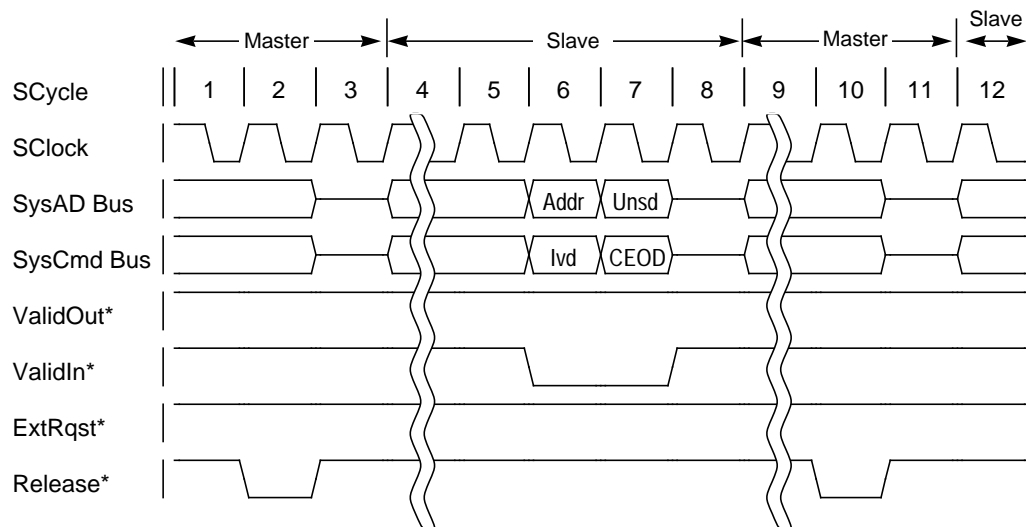 Master Slave Master Slave
SCycle 1 2 3 4 5 6 7 8 9 10 11 12
SClock
SysAD Bus Addr Unsd
SysCmd Bus Ivd CEOD
ValidOut*
ValidIn*
ExtRqst*
Release*